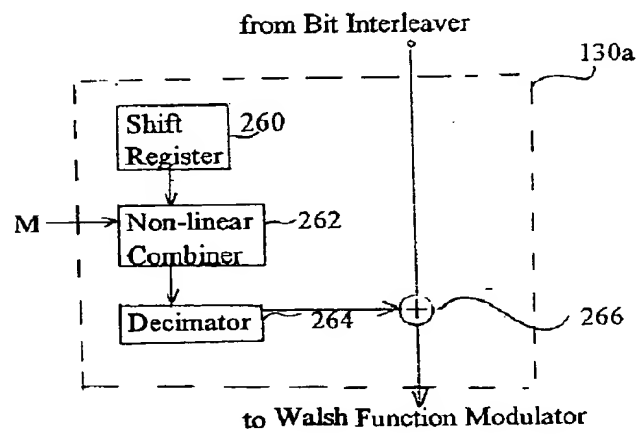 from Bit Interleaver
130a
Shift
Register
260
M
Non-linear
Combiner
262
Decimator
264
+
266
to Walsh Function Modulator